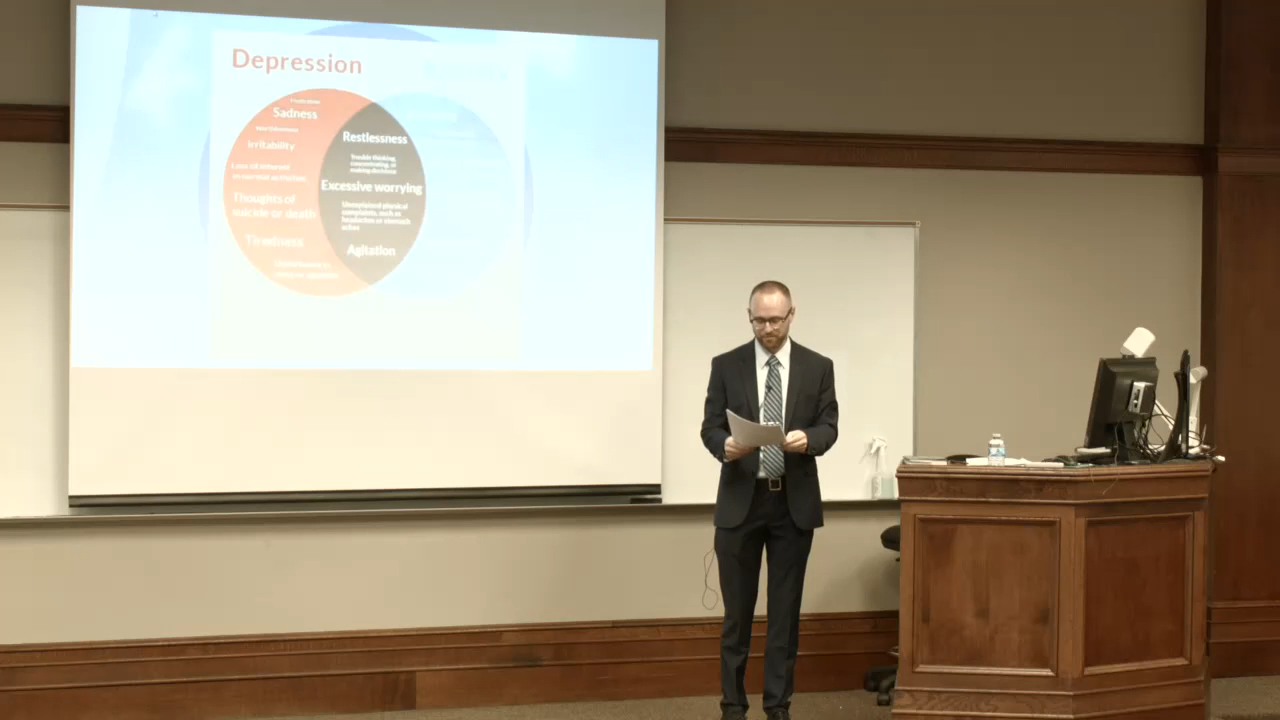 Depression
Sadness
Irritability
Loss of interest
in normal activities
Thoughts of
suicide or death
Tiredness
Restlessness
Trouble thinking,
concentrating, or
making decisions
Excessive worrying
Unexplained physical
complaints, such as
headaches or stomach
aches
Agitation